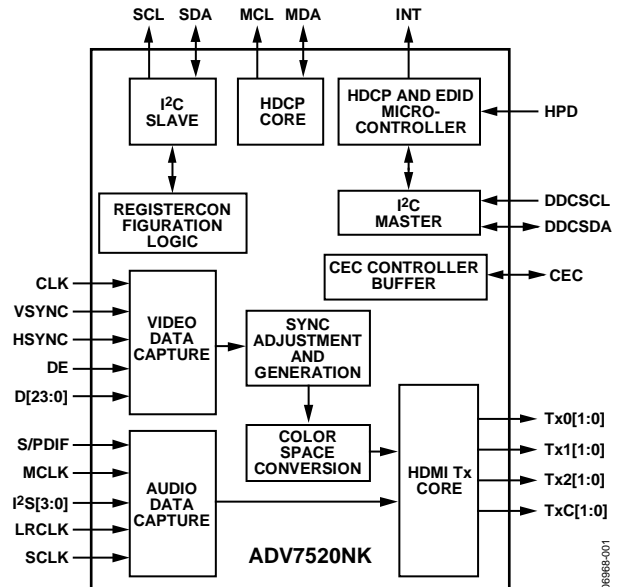 SCL SDA MCL MDA INT
I2C
SLAVE
HDCP
CORE
HDCP AND EDID
MICRO-
CONTROLLER
HPD
REGISTERCON
FIGURATION
LOGIC
I2C
MASTER
DDCSCL
DDCSDA
CEC CONTROLLER
BUFFER
CEC
CLK
VSYNC
HSYNC
DE
D[23:0]
VIDEO
DATA
CAPTURE
SYNC
ADJUSTMENT
AND
GENERATION
COLOR
SPACE
CONVERSION
S/PDIF
MCLK
I2S[3:0]
LRCLK
SCLK
AUDIO
DATA
CAPTURE
HDMI Tx
CORE
Tx0[1:0]
Tx1[1:0]
Tx2[1:0]
TxC[1:0]
ADV7520NK
06968-001